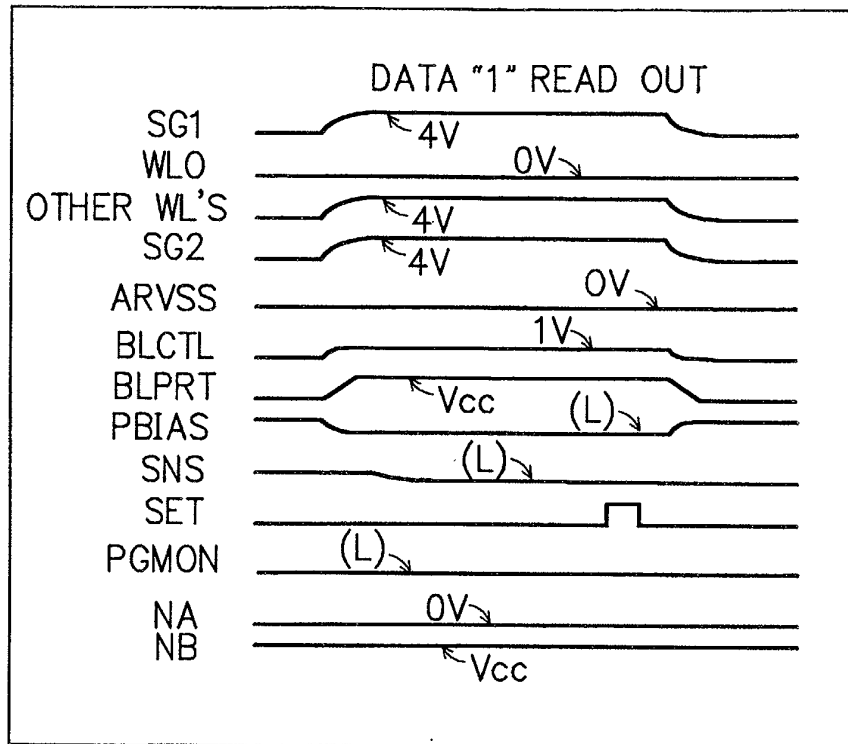 DATA "1" READ OUT
SG1 4V
WLO 0V
OTHER WL'S 4V
SG2 4V
ARVSS 0V
BLCTL 1V
BLPRT Vcc
PBIAS (L)
SNS (L)
SET
PGMON (L)
NA 0V
NB Vcc